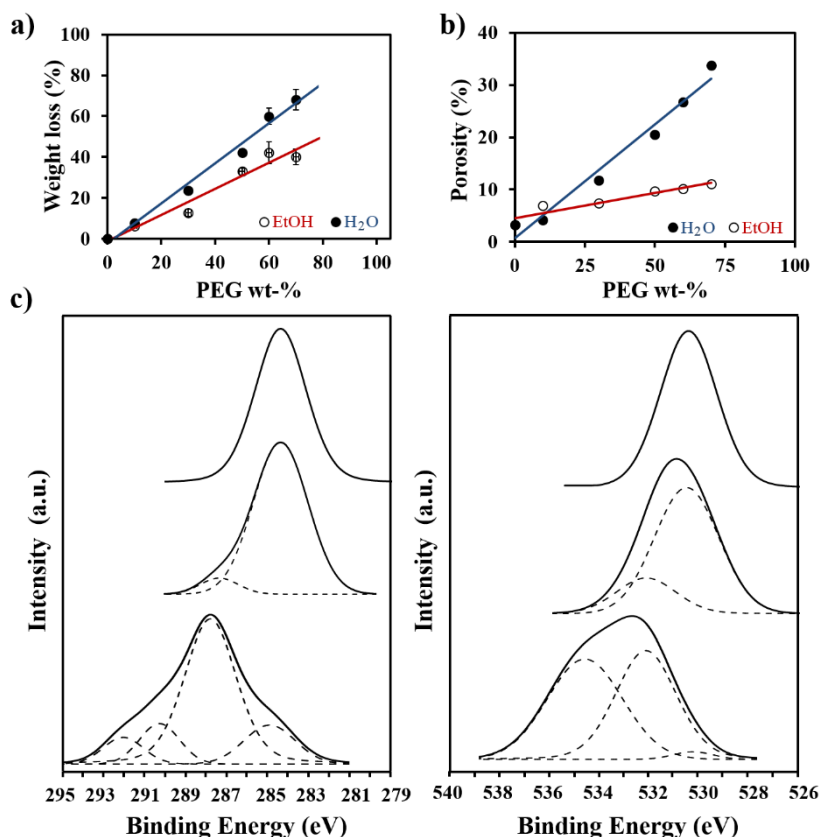 a)
Weight loss (%)
100
80
60
40
20
0
EtOH H₂O
0 20 40 60 80 100
PEG wt-%
b)
Porosity (%)
40
30
20
10
0
H₂O EtOH
0 25 50 75 100
PEG wt-%
c)
Intensity (a.u.)
295 293 291 289 287 285 283 281 279
Binding Energy (eV)
Intensity (a.u.)
540 538 536 534 532 530 528 526
Binding Energy (eV)